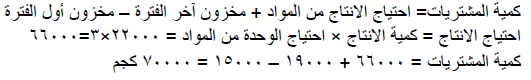 كمية المشتريات= احتياج الانتاج من المواد + مخزون آخر الفترة – مخزون أول الفترة
احتياج الانتاج = كمية الانتاج × احتياج الوحدة من المواد = ٢٢٠٠٠×٣=٦٦٠٠٠
كمية المشتريات = ٦٦٠٠٠ + ١٩٠٠٠ – ١٥٠٠٠ = ٧٠٠٠٠ كجم